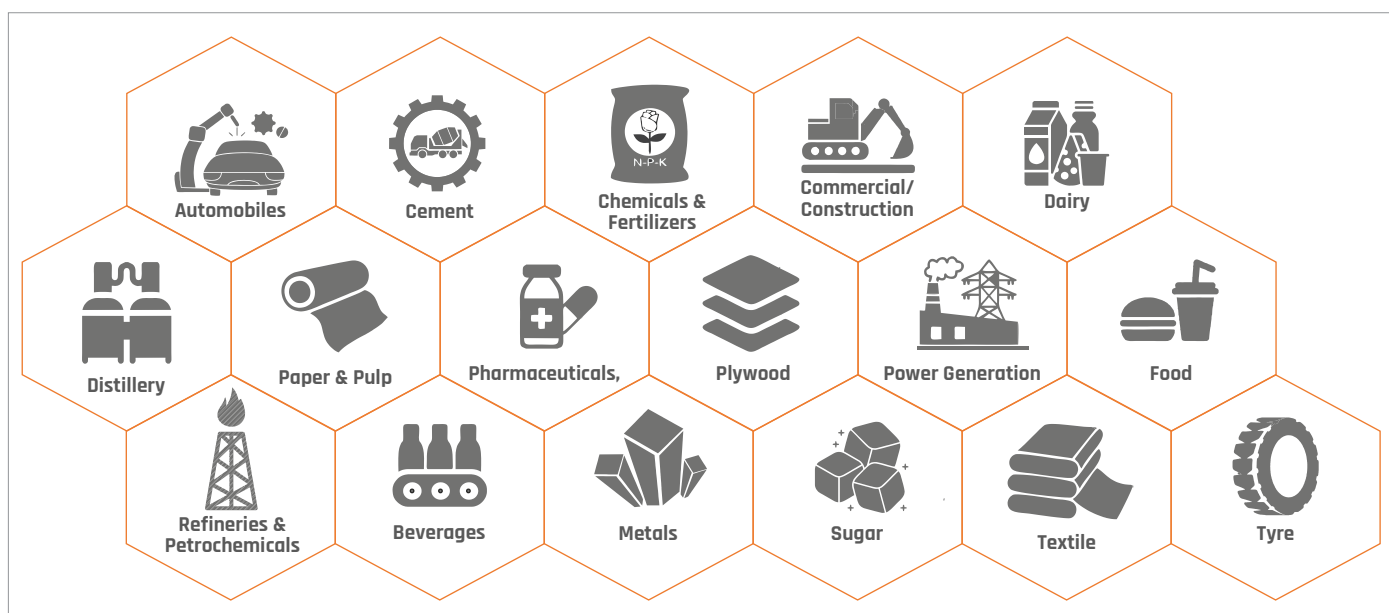 N-P-K
Automobiles
Cement
Chemicals &
Fertilizers
Commercial/
Construction
Dairy
Distillery
Paper & Pulp
Pharmaceuticals,
Plywood
Power Generation
Food
Refineries &
Petrochemicals
Beverages
Metals
Sugar
Textile
Tyre